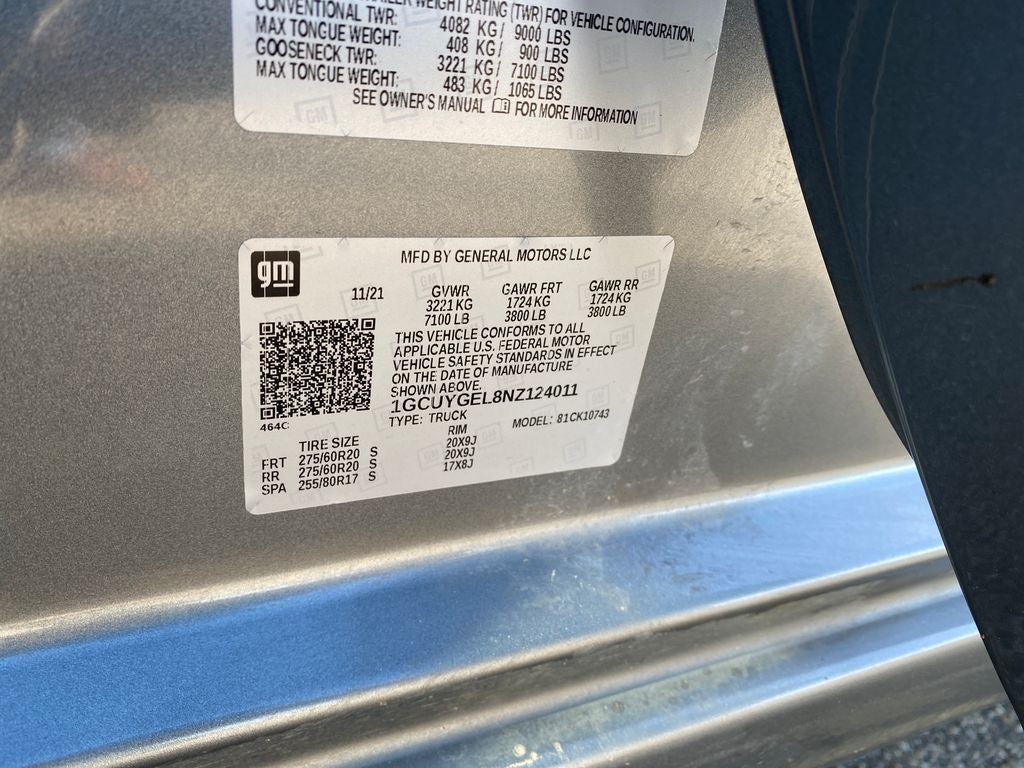 WEIGHT RATING (TWR) FOR VEHICLE CONFIGURATION.
CONVENTIONAL TWR: 4082 KG/ 9000 LBS
MAX TONGUE WEIGHT: 408 KG/ 900 LBS
GOOSENECK TWR: 3221 KG/ 7100 LBS
MAX TONGUE WEIGHT: 483 KG/ 1065 LBS
SEE OWNER'S MANUAL FOR MORE INFORMATION
gm
MFD BY GENERAL MOTORS LLC
11/21 GVWR GAWR FRT GAWR RR
3221 KG 1724 KG 1724 KG
7100 LB 3800 LB 3800 LB
THIS VEHICLE CONFORMS TO ALL
APPLICABLE U.S. FEDERAL MOTOR
VEHICLE SAFETY STANDARDS IN EFFECT
ON THE DATE OF MANUFACTURE
SHOWN ABOVE.
1GCUYGEL8NZ124011
TYPE: TRUCK MODEL: 81CK10743
464C
TIRE SIZE RIM
FRT 275/60R20 S 20X9J
RR 275/60R20 S 20X9J
SPA 255/80R17 S 17X8J